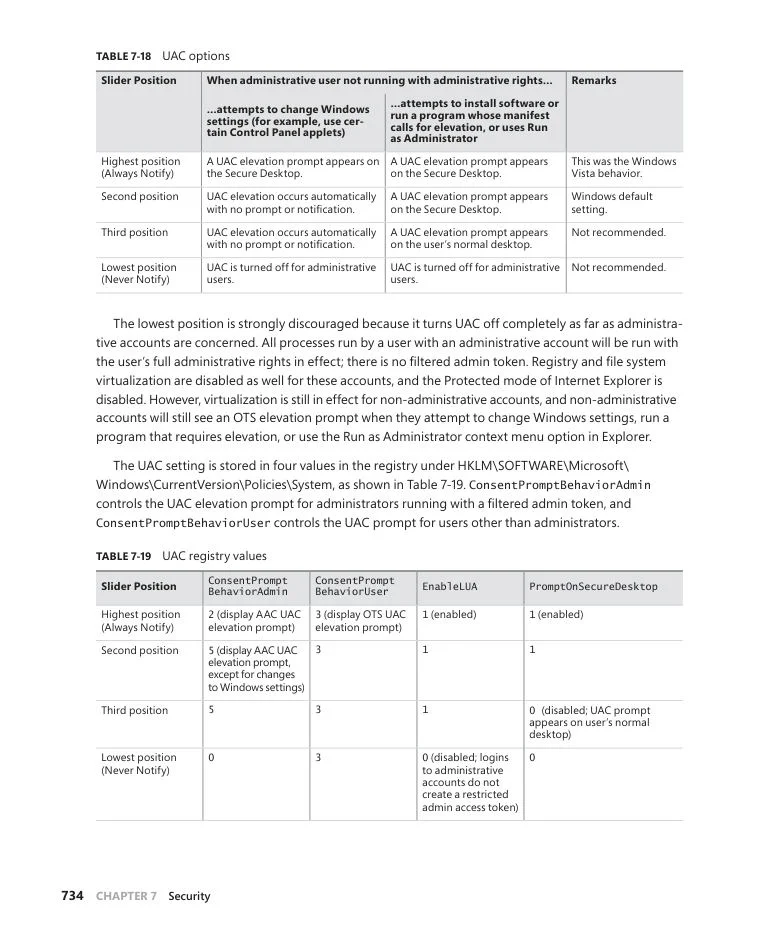 TABLE 7-18 UAC options
Slider Position
When administrative user not running with administrative rights…
Remarks
…attempts to change Windows
settings (for example, use cer-
tain Control Panel applets)
…attempts to install software or
run a program whose manifest
calls for elevation, or uses Run
as Administrator
Highest position
(Always Notify)
A UAC elevation prompt appears on
the Secure Desktop.
A UAC elevation prompt appears
on the Secure Desktop.
This was the Windows
Vista behavior.
Second position
UAC elevation occurs automatically
with no prompt or notification.
A UAC elevation prompt appears
on the Secure Desktop.
Windows default
setting.
Third position
UAC elevation occurs automatically
with no prompt or notification.
A UAC elevation prompt appears
on the user’s normal desktop.
Not recommended.
Lowest position
(Never Notify)
UAC is turned off for administrative
users.
UAC is turned off for administrative
users.
Not recommended.
The lowest position is strongly discouraged because it turns UAC off completely as far as administra-
tive accounts are concerned. All processes run by a user with an administrative account will be run with
the user’s full administrative rights in effect; there is no filtered admin token. Registry and file system
virtualization are disabled as well for these accounts, and the Protected mode of Internet Explorer is
disabled. However, virtualization is still in effect for non-administrative accounts, and non-administrative
accounts will still see an OTS elevation prompt when they attempt to change Windows settings, run a
program that requires elevation, or use the Run as Administrator context menu option in Explorer.
The UAC setting is stored in four values in the registry under HKLM\SOFTWARE\Microsoft\
Windows\CurrentVersion\Policies\System, as shown in Table 7-19. ConsentPromptBehaviorAdmin
controls the UAC elevation prompt for administrators running with a filtered admin token, and
ConsentPromptBehaviorUser controls the UAC prompt for users other than administrators.
TABLE 7-19 UAC registry values
Slider Position
ConsentPrompt
BehaviorAdmin
ConsentPrompt
BehaviorUser
EnableLUA
PromptOnSecureDesktop
Highest position
(Always Notify)
2 (display AAC UAC
elevation prompt)
3 (display OTS UAC
elevation prompt)
1 (enabled)
1 (enabled)
Second position
5 (display AAC UAC
elevation prompt,
except for changes
to Windows settings)
3
1
1
Third position
5
3
1
0 (disabled; UAC prompt
appears on user’s normal
desktop)
Lowest position
(Never Notify)
0
3
0 (disabled; logins
to administrative
accounts do not
create a restricted
admin access token)
0
734 CHAPTER 7 Security